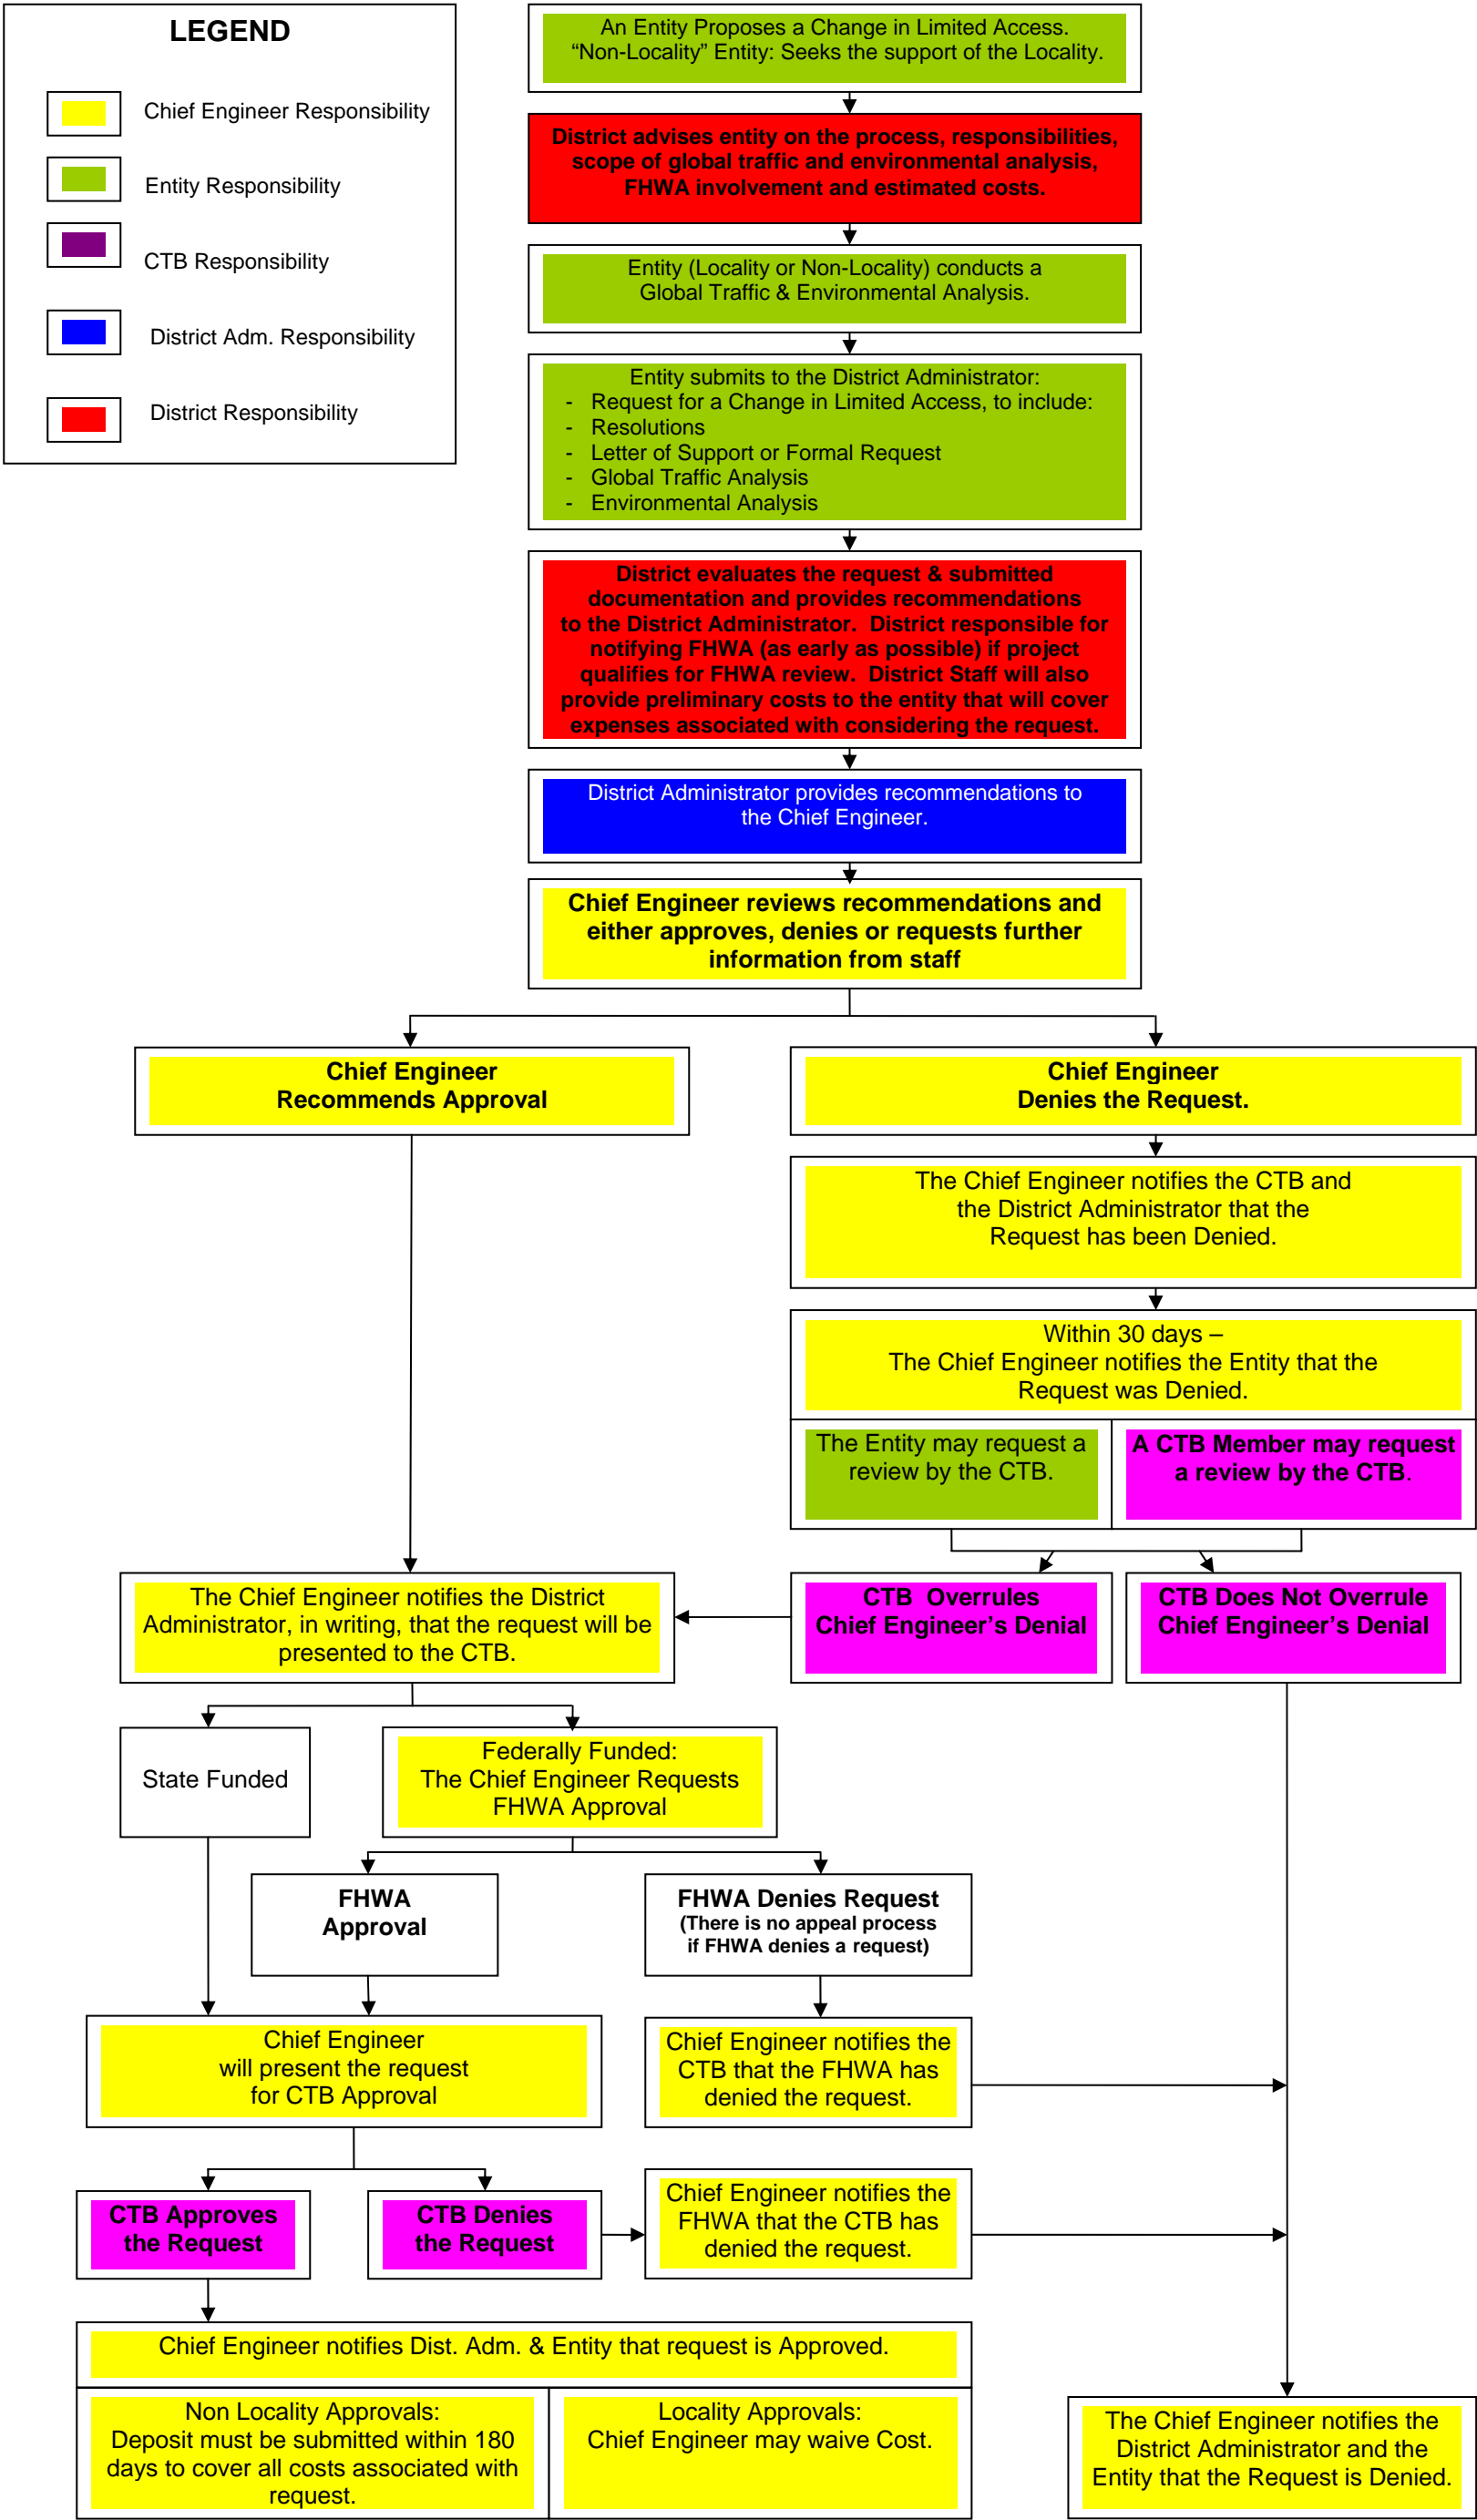 LEGEND
Chief Engineer Responsibility
Entity Responsibility
CTB Responsibility
District Adm. Responsibility
District Responsibility
An Entity Proposes a Change in Limited Access.
“Non-Locality” Entity: Seeks the support of the Locality.
District advises entity on the process, responsibilities,
scope of global traffic and environmental analysis,
FHWA involvement and estimated costs.
Entity (Locality or Non-Locality) conducts a
Global Traffic & Environmental Analysis.
Entity submits to the District Administrator:
- Request for a Change in Limited Access, to include:
- Resolutions
- Letter of Support or Formal Request
- Global Traffic Analysis
- Environmental Analysis
District evaluates the request & submitted
documentation and provides recommendations
to the District Administrator. District responsible for
notifying FHWA (as early as possible) if project
qualifies for FHWA review. District Staff will also
provide preliminary costs to the entity that will cover
expenses associated with considering the request.
District Administrator provides recommendations to
the Chief Engineer.
Chief Engineer reviews recommendations and
either approves, denies or requests further
information from staff
Chief Engineer
Recommends Approval
Chief Engineer
Denies the Request.
The Chief Engineer notifies the CTB and
the District Administrator that the
Request has been Denied.
Within 30 days –
The Chief Engineer notifies the Entity that the
Request was Denied.
The Entity may request a
review by the CTB.
A CTB Member may request
a review by the CTB.
The Chief Engineer notifies the District
Administrator, in writing, that the request will be
presented to the CTB.
CTB Overrules
Chief Engineer’s Denial
CTB Does Not Overrule
Chief Engineer’s Denial
State Funded
Federally Funded:
The Chief Engineer Requests
FHWA Approval
FHWA
Approval
FHWA Denies Request
(There is no appeal process
if FHWA denies a request)
Chief Engineer
will present the request
for CTB Approval
Chief Engineer notifies the
CTB that the FHWA has
denied the request.
CTB Approves
the Request
CTB Denies
the Request
Chief Engineer notifies the
FHWA that the CTB has
denied the request.
Chief Engineer notifies Dist. Adm. & Entity that request is Approved.
Non Locality Approvals:
Deposit must be submitted within 180
days to cover all costs associated with
request.
Locality Approvals:
Chief Engineer may waive Cost.
The Chief Engineer notifies the
District Administrator and the
Entity that the Request is Denied.